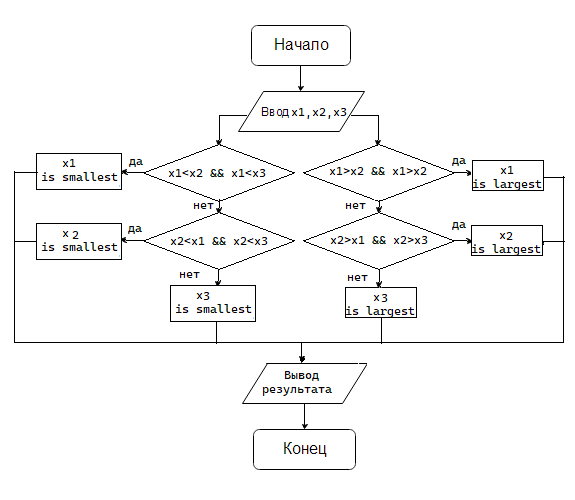 Начало
Ввод x1,x2,x3
x1<x2 && x1<x3
да
x1
is smallest
нет
x2<x1 && x2<x3
да
x2
is smallest
нет
x3
is smallest
x1>x2 && x1>x2
да
x1
is largest
нет
x2>x1 && x2>x3
да
x2
is largest
нет
x3
is largest
Вывод
результата
Конец